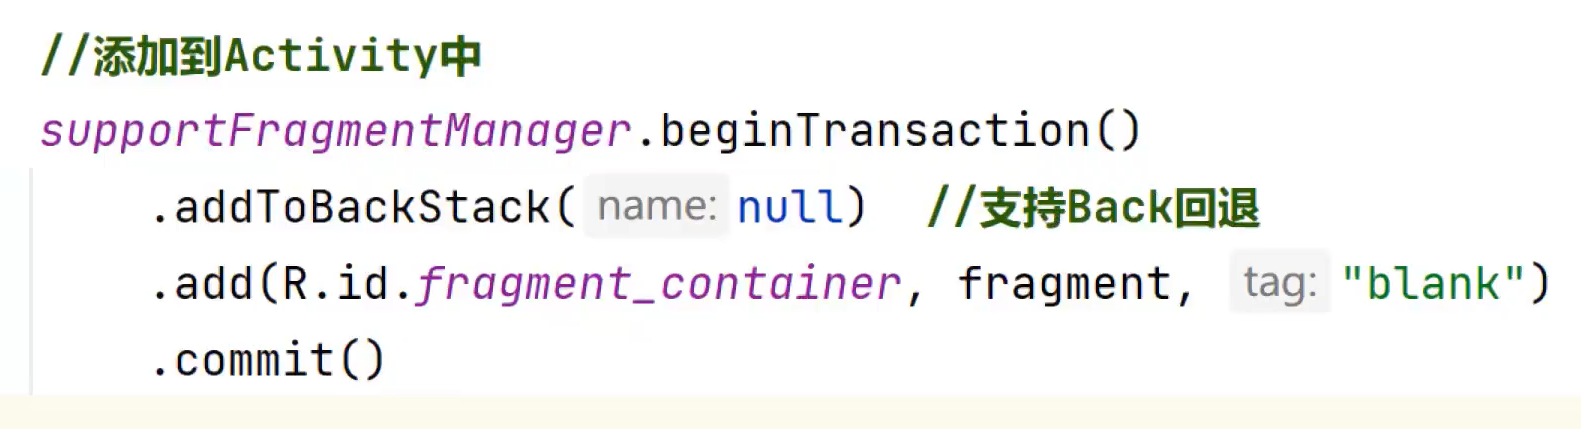 //添加到Activity中
supportFragmentManager.beginTransaction()
.addToBackStack( name: null) //支持Back回退
.add(R.id.fragment_container, fragment, tag: "blank")
.commit()